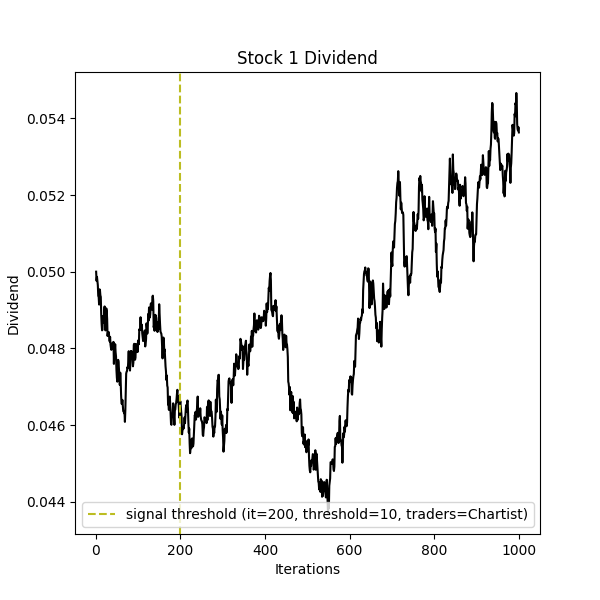 Stock 1 Dividend
0.054
0.052
0.050
0.048
0.046
0.044
Dividend
signal threshold (it=200, threshold=10, traders=Chartist)
0 200 400 600 800 1000
Iterations